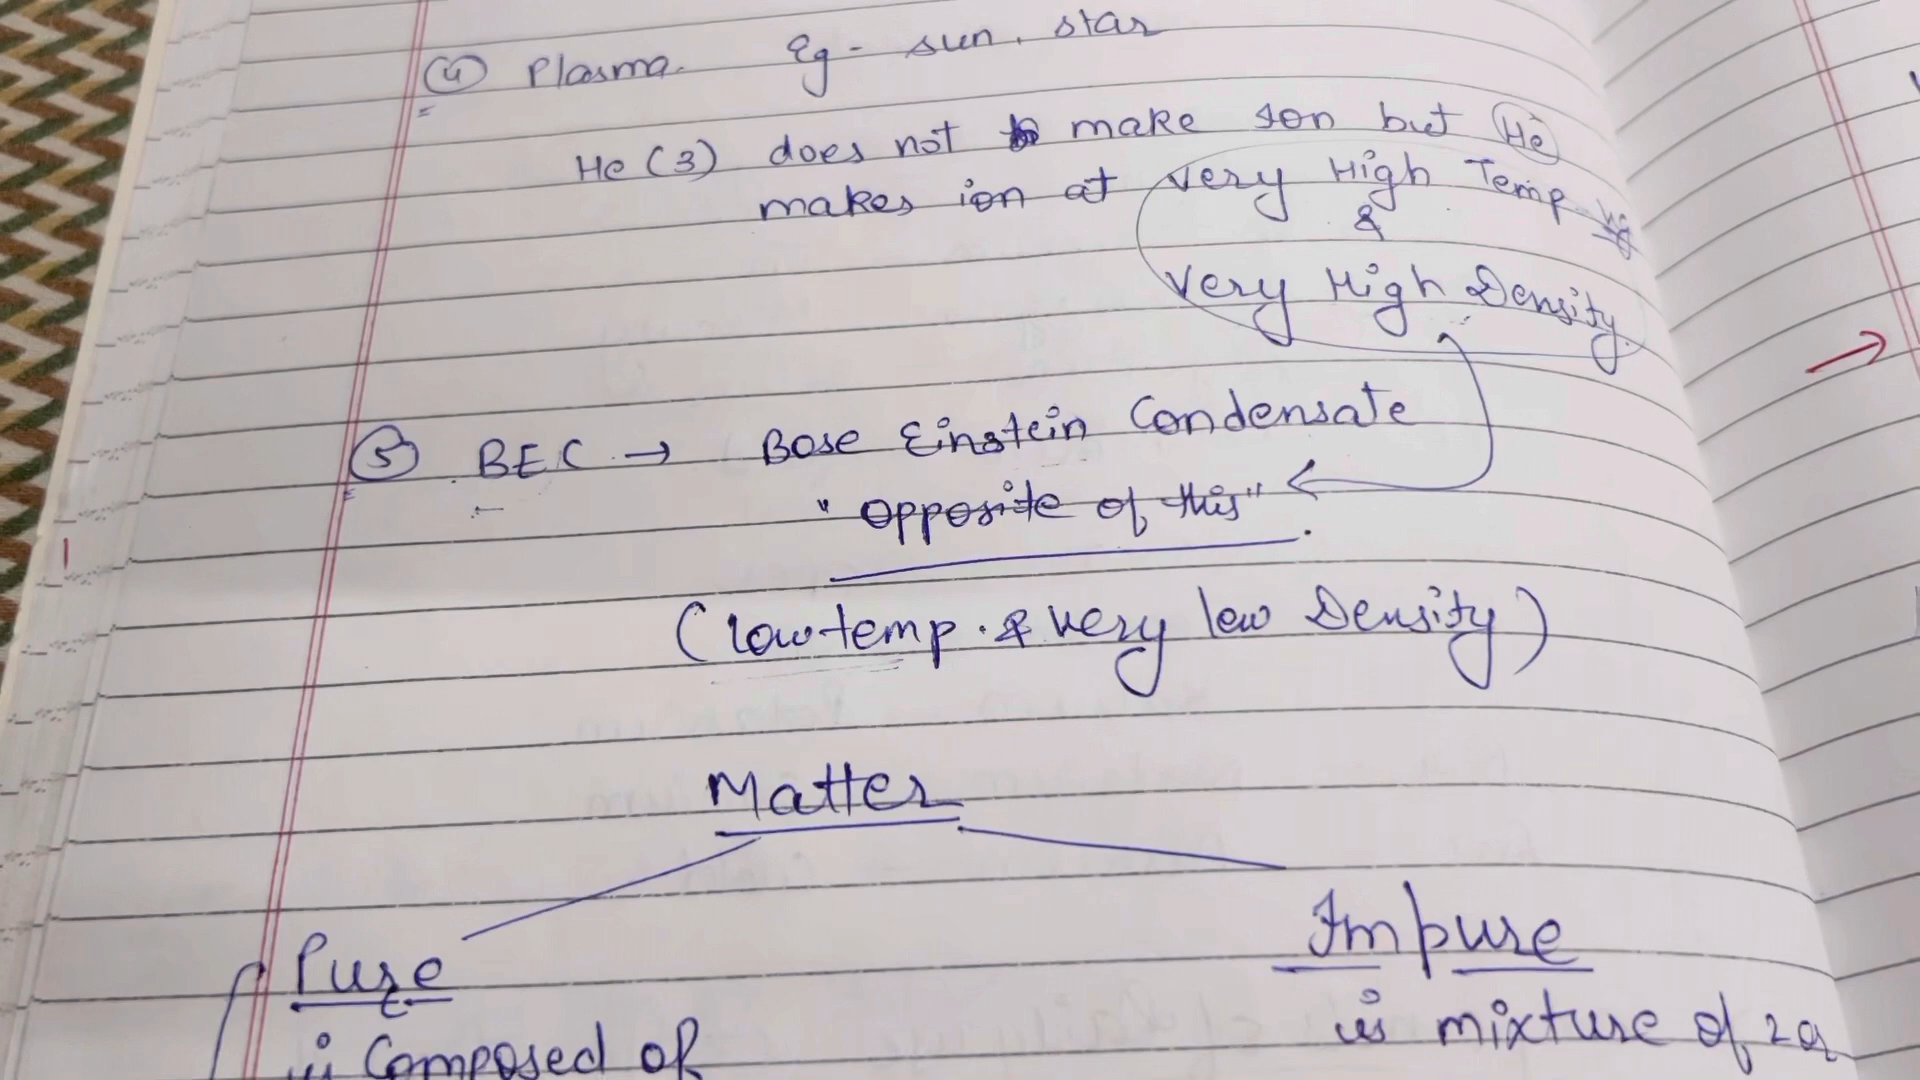 (4) Plasma. Eg - sun, star
He (3) does not make ion but He
makes ion at very High Temp
&
very High Density.
(5) BEC → Bose Einstein Condensate
"Opposite of this" ←
(low temp. & very low Density)
Matter
Pure
Impure
is composed of
is mixture of 2 or